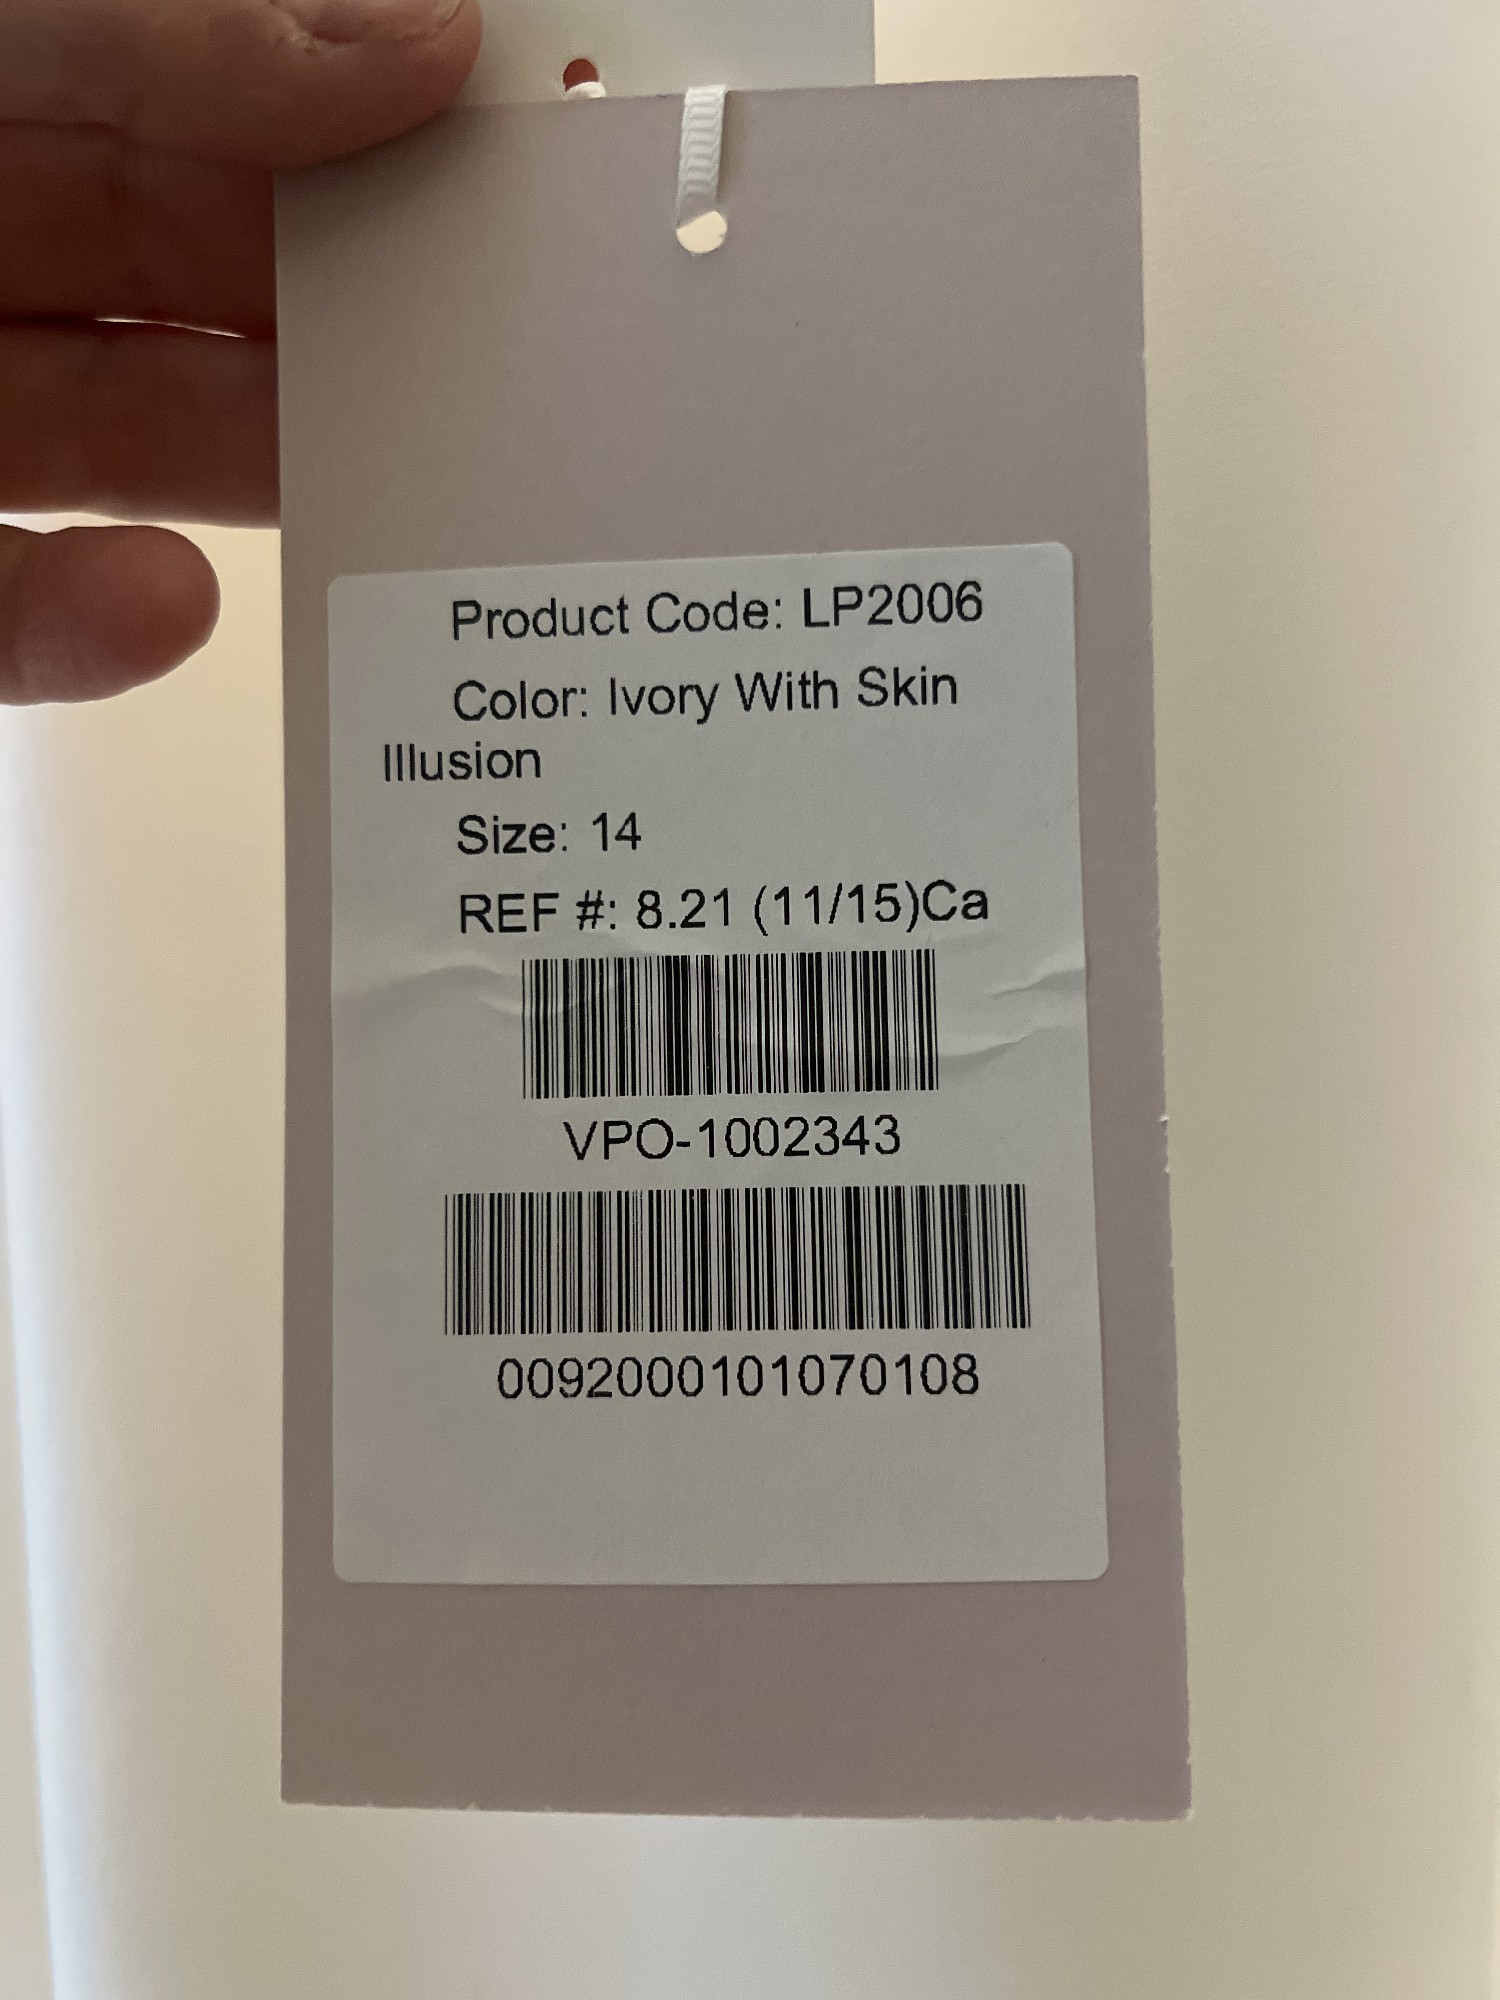 Product Code: LP2006
Color: Ivory With Skin
Illusion
Size: 14
REF #: 8.21 (11/15)Ca
VPO-1002343
0092000101070108